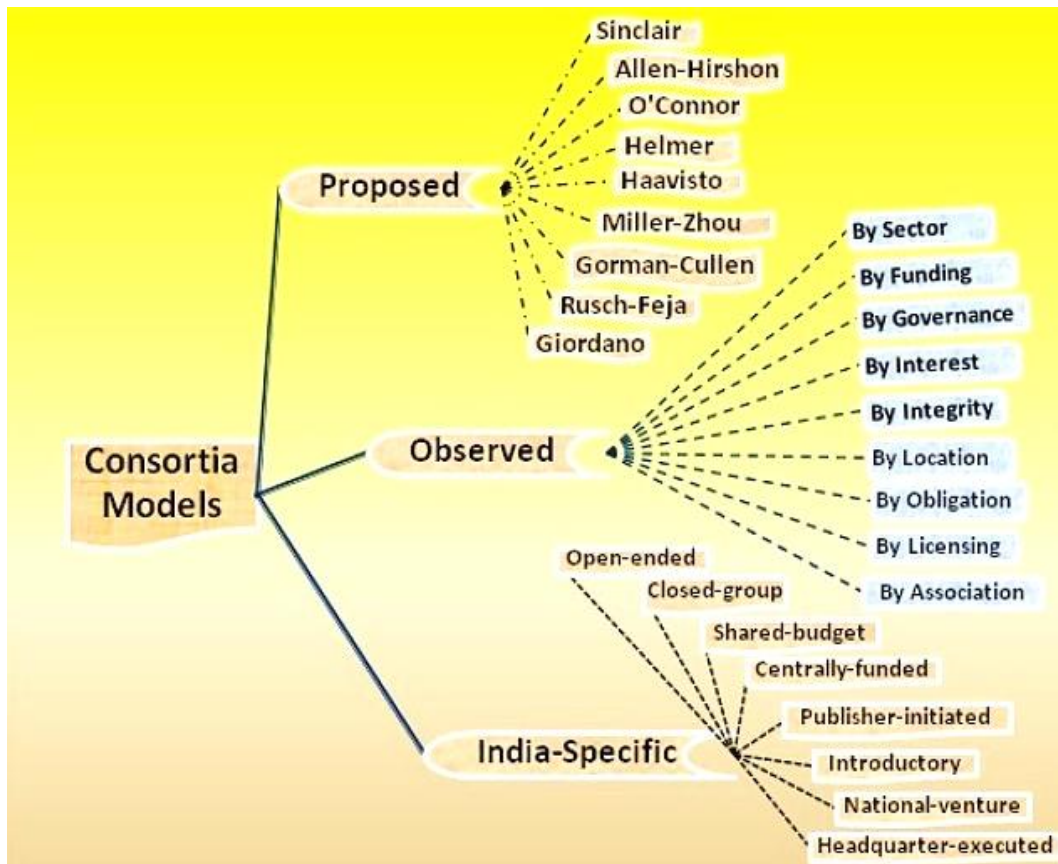 Sinclair
Allen-Hirshon
O'Connor
Helmer
Haavisto
Miller-Zhou
Gorman-Cullen
Rusch-Feja
Giordano
Proposed
By Sector
By Funding
By Governance
By Interest
By Integrity
By Location
By Obligation
By Licensing
By Association
Observed
Consortia
Models
Open-ended
Closed-group
Shared-budget
Centrally-funded
Publisher-initiated
Introductory
National-venture
Headquarter-executed
India-Specific